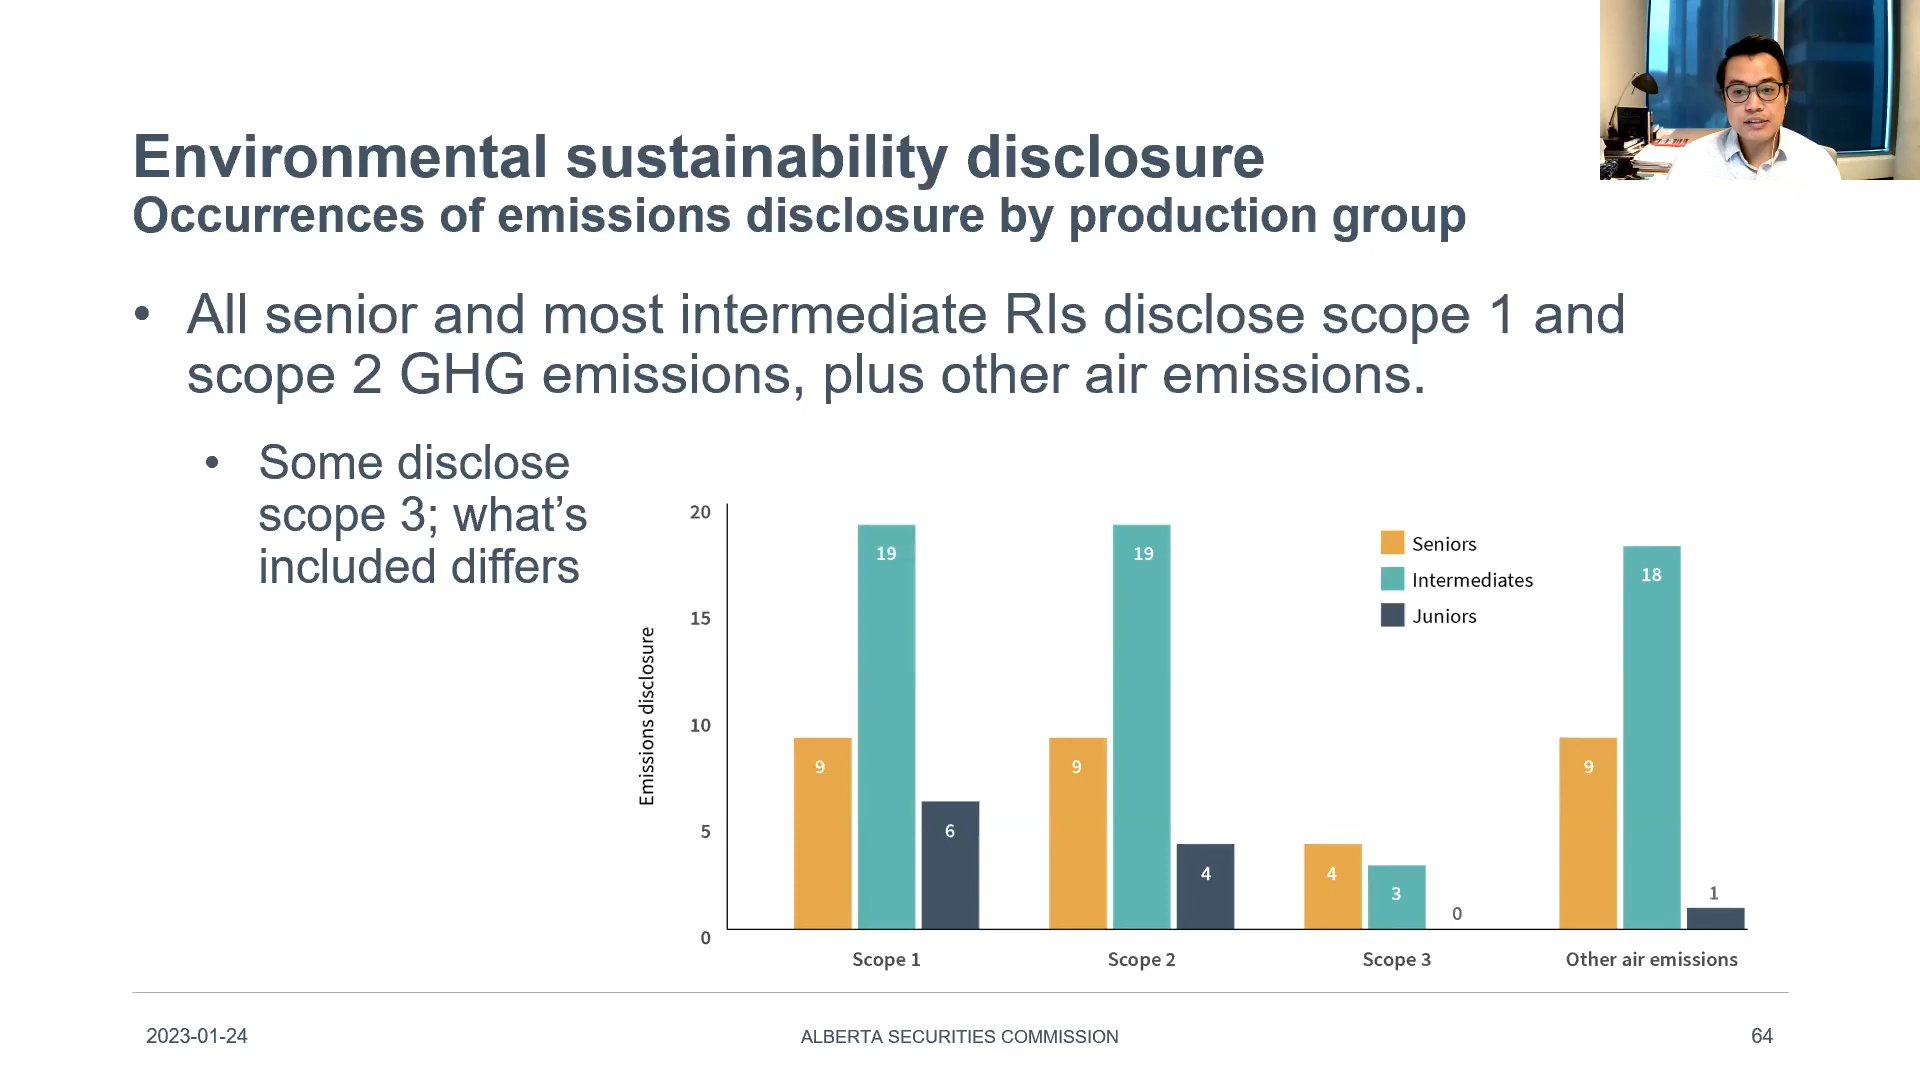 Environmental sustainability disclosure
Occurrences of emissions disclosure by production group
• All senior and most intermediate RIs disclose scope 1 and
scope 2 GHG emissions, plus other air emissions.
• Some disclose
scope 3; what’s
included differs
Emissions disclosure
20
15
10
5
0
Seniors
Intermediates
Juniors
9
19
6
9
19
4
4
3
0
9
18
1
Scope 1
Scope 2
Scope 3
Other air emissions
2023-01-24
ALBERTA SECURITIES COMMISSION
64